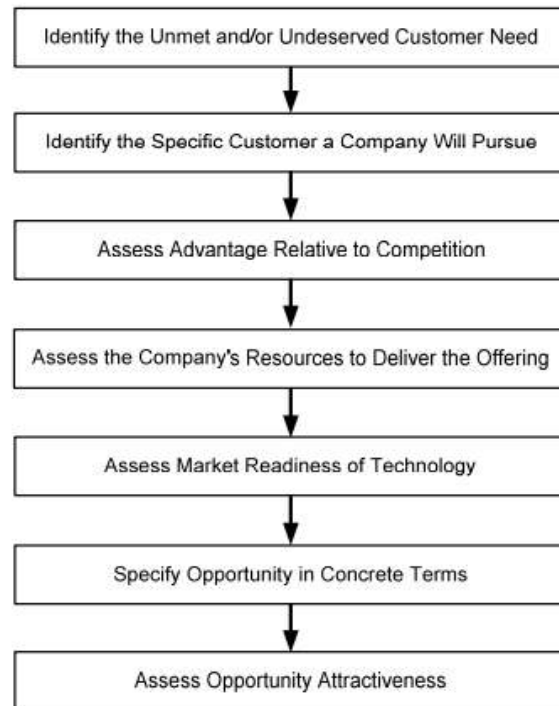 Identify the Unmet and/or Undeserved Customer Need
Identify the Specific Customer a Company Will Pursue
Assess Advantage Relative to Competition
Assess the Company's Resources to Deliver the Offering
Assess Market Readiness of Technology
Specify Opportunity in Concrete Terms
Assess Opportunity Attractiveness